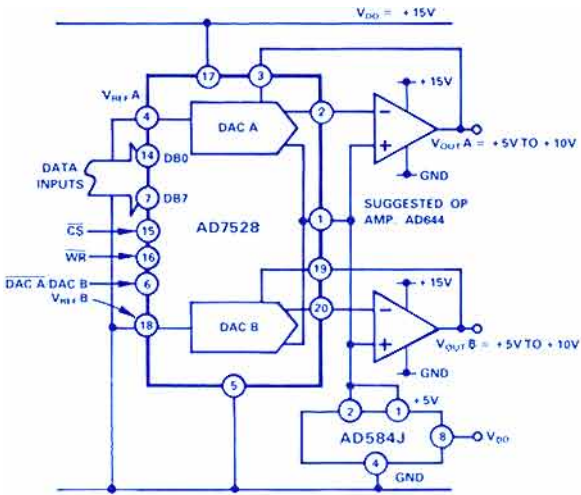 V_DD = +15V
17
3
V_REF A
4
DAC A
2
+15V
−
+
GND
V_OUT A = +5V TO +10V
14
DB0
DATA
INPUTS
7
DB7
AD7528
1
SUGGESTED OP
AMP. AD644
15
CS
16
WR
19
6
DAC A/DAC B
V_REF B
18
DAC B
20
+15V
−
+
V_OUT B = +5V TO +10V
GND
5
+5V
2
1
AD584J
8
V_DD
4
GND